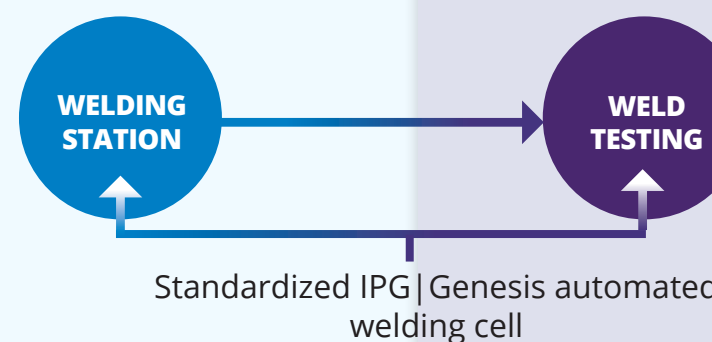 WELDING
STATION
WELD
TESTING
Standardized IPG|Genesis automated
welding cell